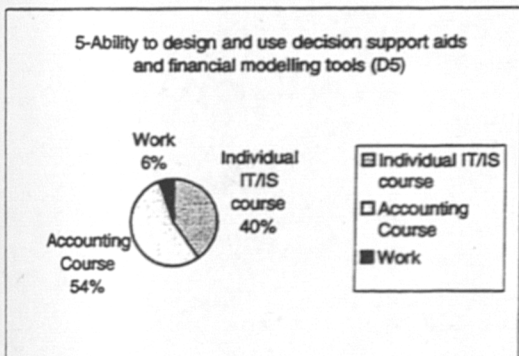 5-Ability to design and use decision support aids
and financial modelling tools (D5)
Work
6%
Individual
IT/IS
course
40%
Accounting
Course
54%
Individual IT/IS
course
Accounting
Course
Work